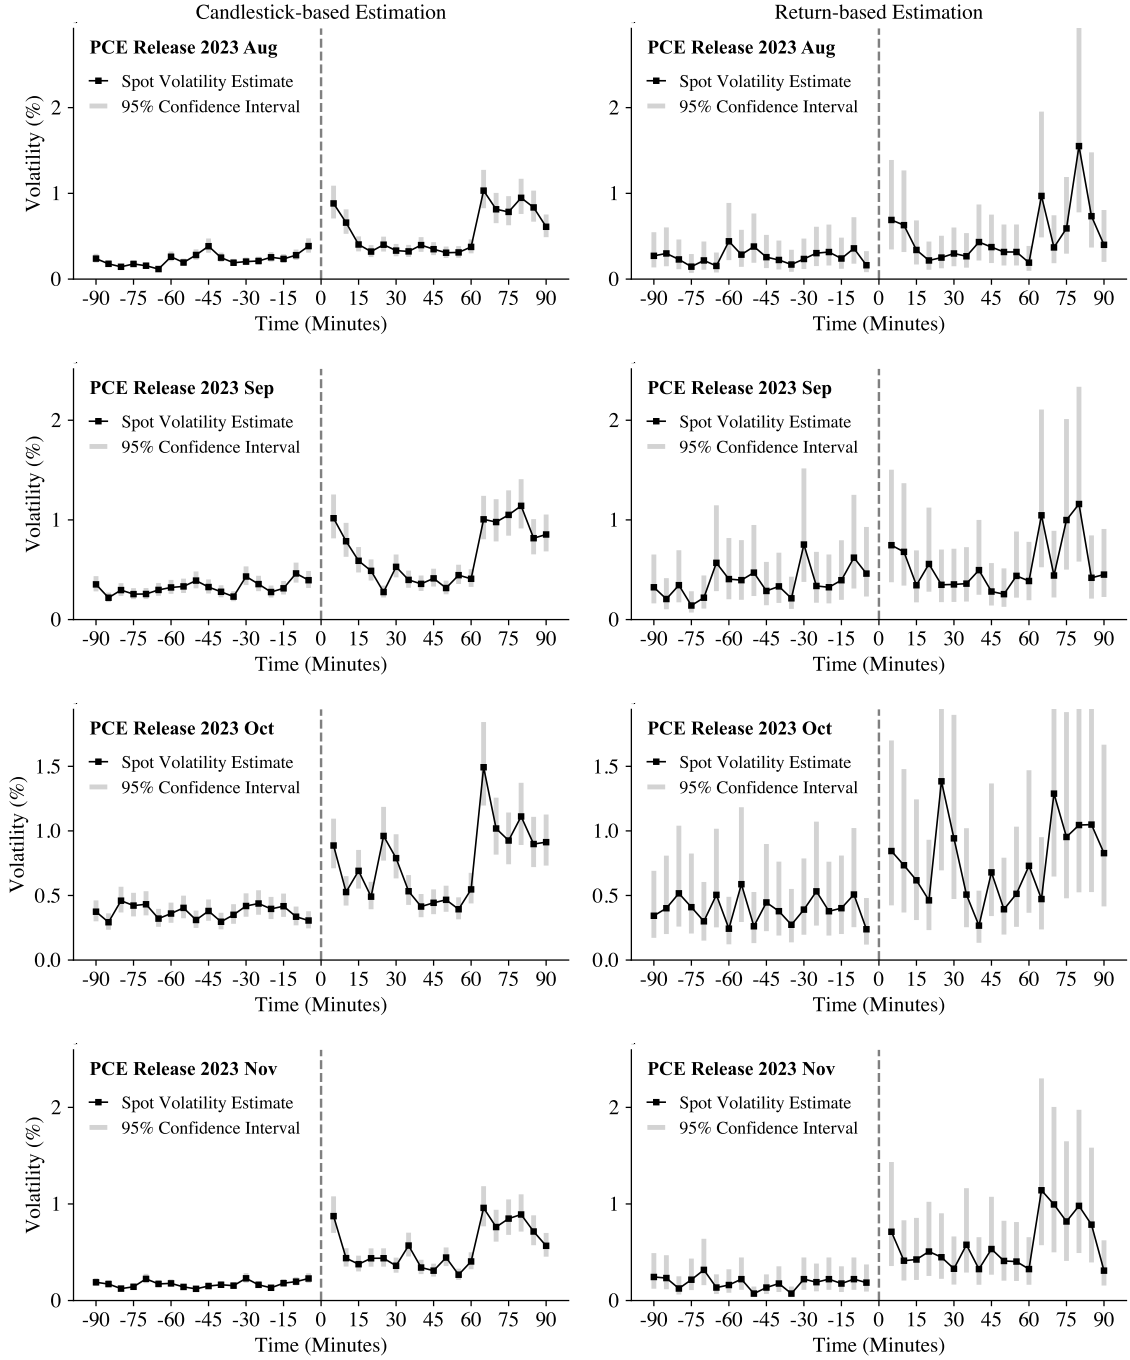 Candlestick-based Estimation
Return-based Estimation
PCE Release 2023 Aug
Spot Volatility Estimate
95% Confidence Interval
Volatility (%)
2
1
0
-90 -75 -60 -45 -30 -15 0 15 30 45 60 75 90
Time (Minutes)
PCE Release 2023 Aug
Spot Volatility Estimate
95% Confidence Interval
2
1
0
-90 -75 -60 -45 -30 -15 0 15 30 45 60 75 90
Time (Minutes)
PCE Release 2023 Sep
Spot Volatility Estimate
95% Confidence Interval
Volatility (%)
2
1
0
-90 -75 -60 -45 -30 -15 0 15 30 45 60 75 90
Time (Minutes)
PCE Release 2023 Sep
Spot Volatility Estimate
95% Confidence Interval
2
1
0
-90 -75 -60 -45 -30 -15 0 15 30 45 60 75 90
Time (Minutes)
PCE Release 2023 Oct
Spot Volatility Estimate
95% Confidence Interval
Volatility (%)
1.5
1.0
0.5
0.0
-90 -75 -60 -45 -30 -15 0 15 30 45 60 75 90
Time (Minutes)
PCE Release 2023 Oct
Spot Volatility Estimate
95% Confidence Interval
1.5
1.0
0.5
0.0
-90 -75 -60 -45 -30 -15 0 15 30 45 60 75 90
Time (Minutes)
PCE Release 2023 Nov
Spot Volatility Estimate
95% Confidence Interval
Volatility (%)
2
1
0
-90 -75 -60 -45 -30 -15 0 15 30 45 60 75 90
Time (Minutes)
PCE Release 2023 Nov
Spot Volatility Estimate
95% Confidence Interval
2
1
0
-90 -75 -60 -45 -30 -15 0 15 30 45 60 75 90
Time (Minutes)